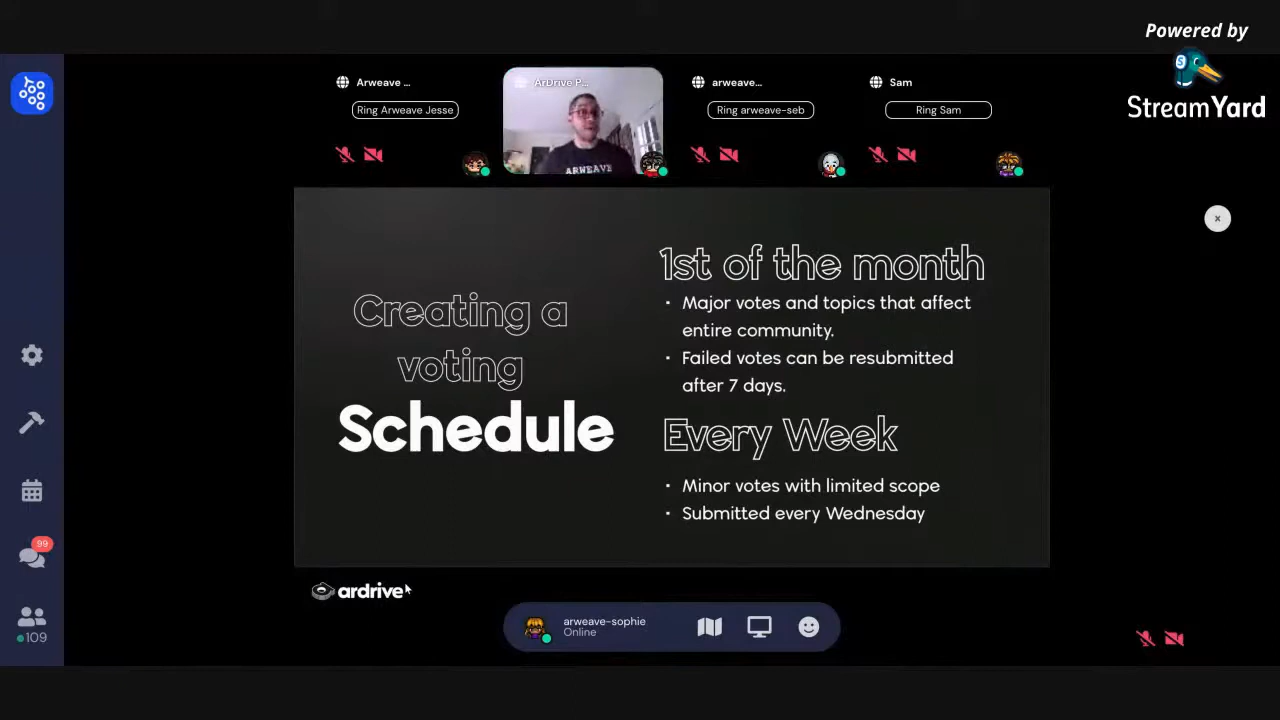 Powered by
StreamYard
Arweave ...
Ring Arweave Jesse
ArDrive P...
ARWEAVE
arweave...
Ring arweave-seb
Sam
Ring Sam
Creating a
voting
Schedule
1st of the month
· Major votes and topics that affect
entire community.
· Failed votes can be resubmitted
after 7 days.
Every Week
· Minor votes with limited scope
· Submitted every Wednesday
ardrive
99
109
arweave-sophie
Online